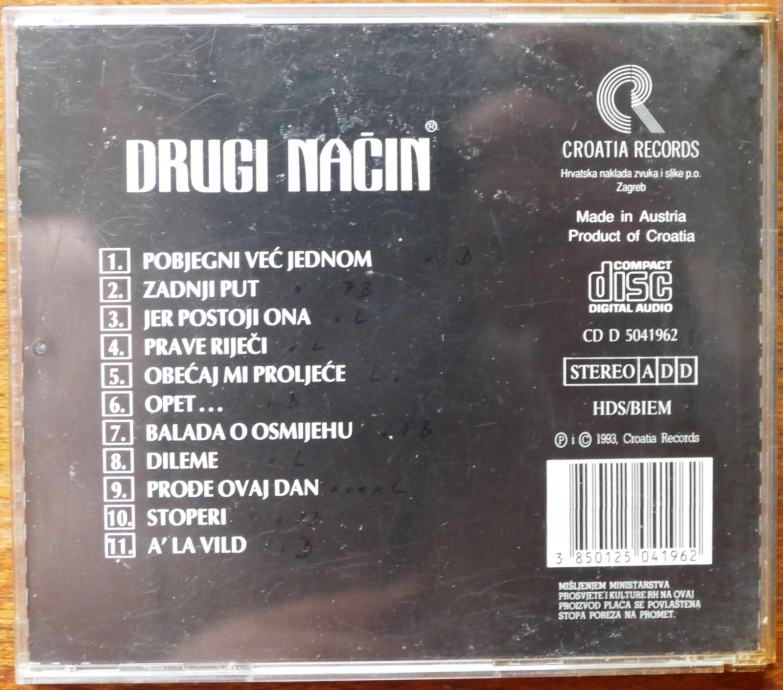 DRUGI NAČIN®
1. POBJEGNI VEĆ JEDNOM B
2. ZADNJI PUT PB
3. JER POSTOJI ONA L
4. PRAVE RIJEČI L
5. OBEĆAJ MI PROLJEĆE L
6. OPET... B
7. BALADA O OSMIJEHU PB
8. DILEME L
9. PROĐE OVAJ DAN L
10. STOPERI
11. A' LA VILD B
CROATIA RECORDS
Hrvatska naklada zvuka i slike p.o.
Zagreb
Made in Austria
Product of Croatia
COMPACT
disc
DIGITAL AUDIO
CD D 5041962
STEREO A D D
HDS/BIEM
Ⓟ i © 1993, Croatia Records
3 850125 041962
MIŠLJENJEM MINISTARSTVA
PROSVJETE I KULTURE RH NA OVAJ
PROIZVOD PLAĆA SE POVLAŠTENA
STOPA POREZA NA PROMET.